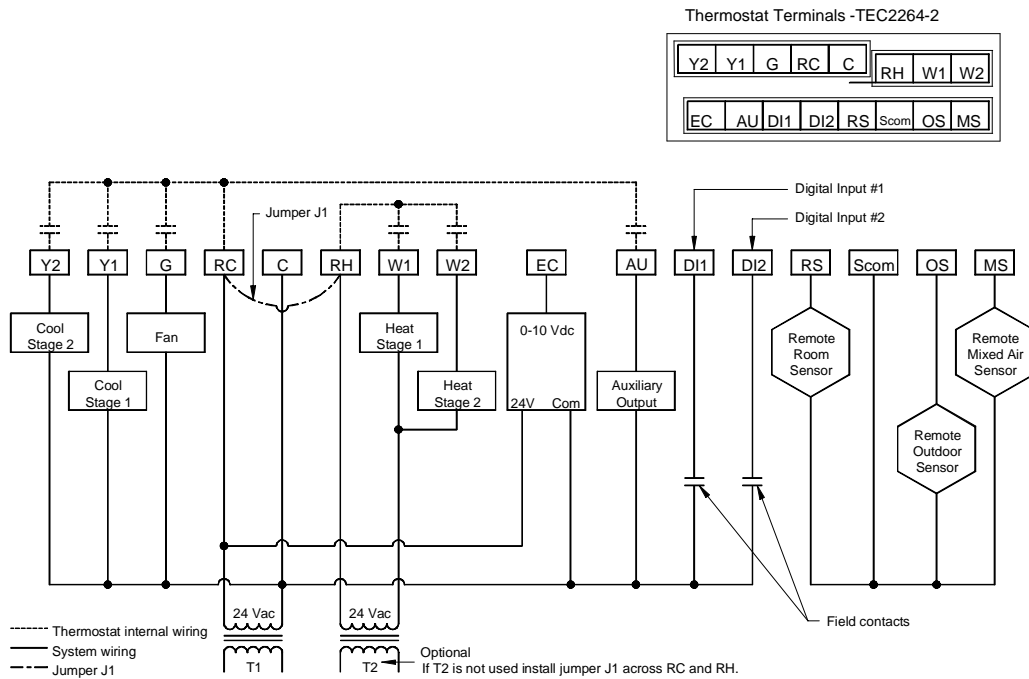 Thermostat Terminals -TEC2264-2
Y2 Y1 G RC C
RH W1 W2
EC AU DI1 DI2 RS Scom OS MS
Digital Input #1
Jumper J1
Digital Input #2
Y2 Y1 G RC C RH W1 W2 EC AU DI1 DI2 RS Scom OS MS
Cool
Stage 2
Fan
Heat
Stage 1
0-10 Vdc
Remote
Room
Sensor
Remote
Mixed Air
Sensor
Cool
Stage 1
Heat
Stage 2
24V Com
Auxiliary
Output
Remote
Outdoor
Sensor
24 Vac
24 Vac
Field contacts
Thermostat internal wiring
System wiring
Jumper J1
T1
T2
Optional
If T2 is not used install jumper J1 across RC and RH.